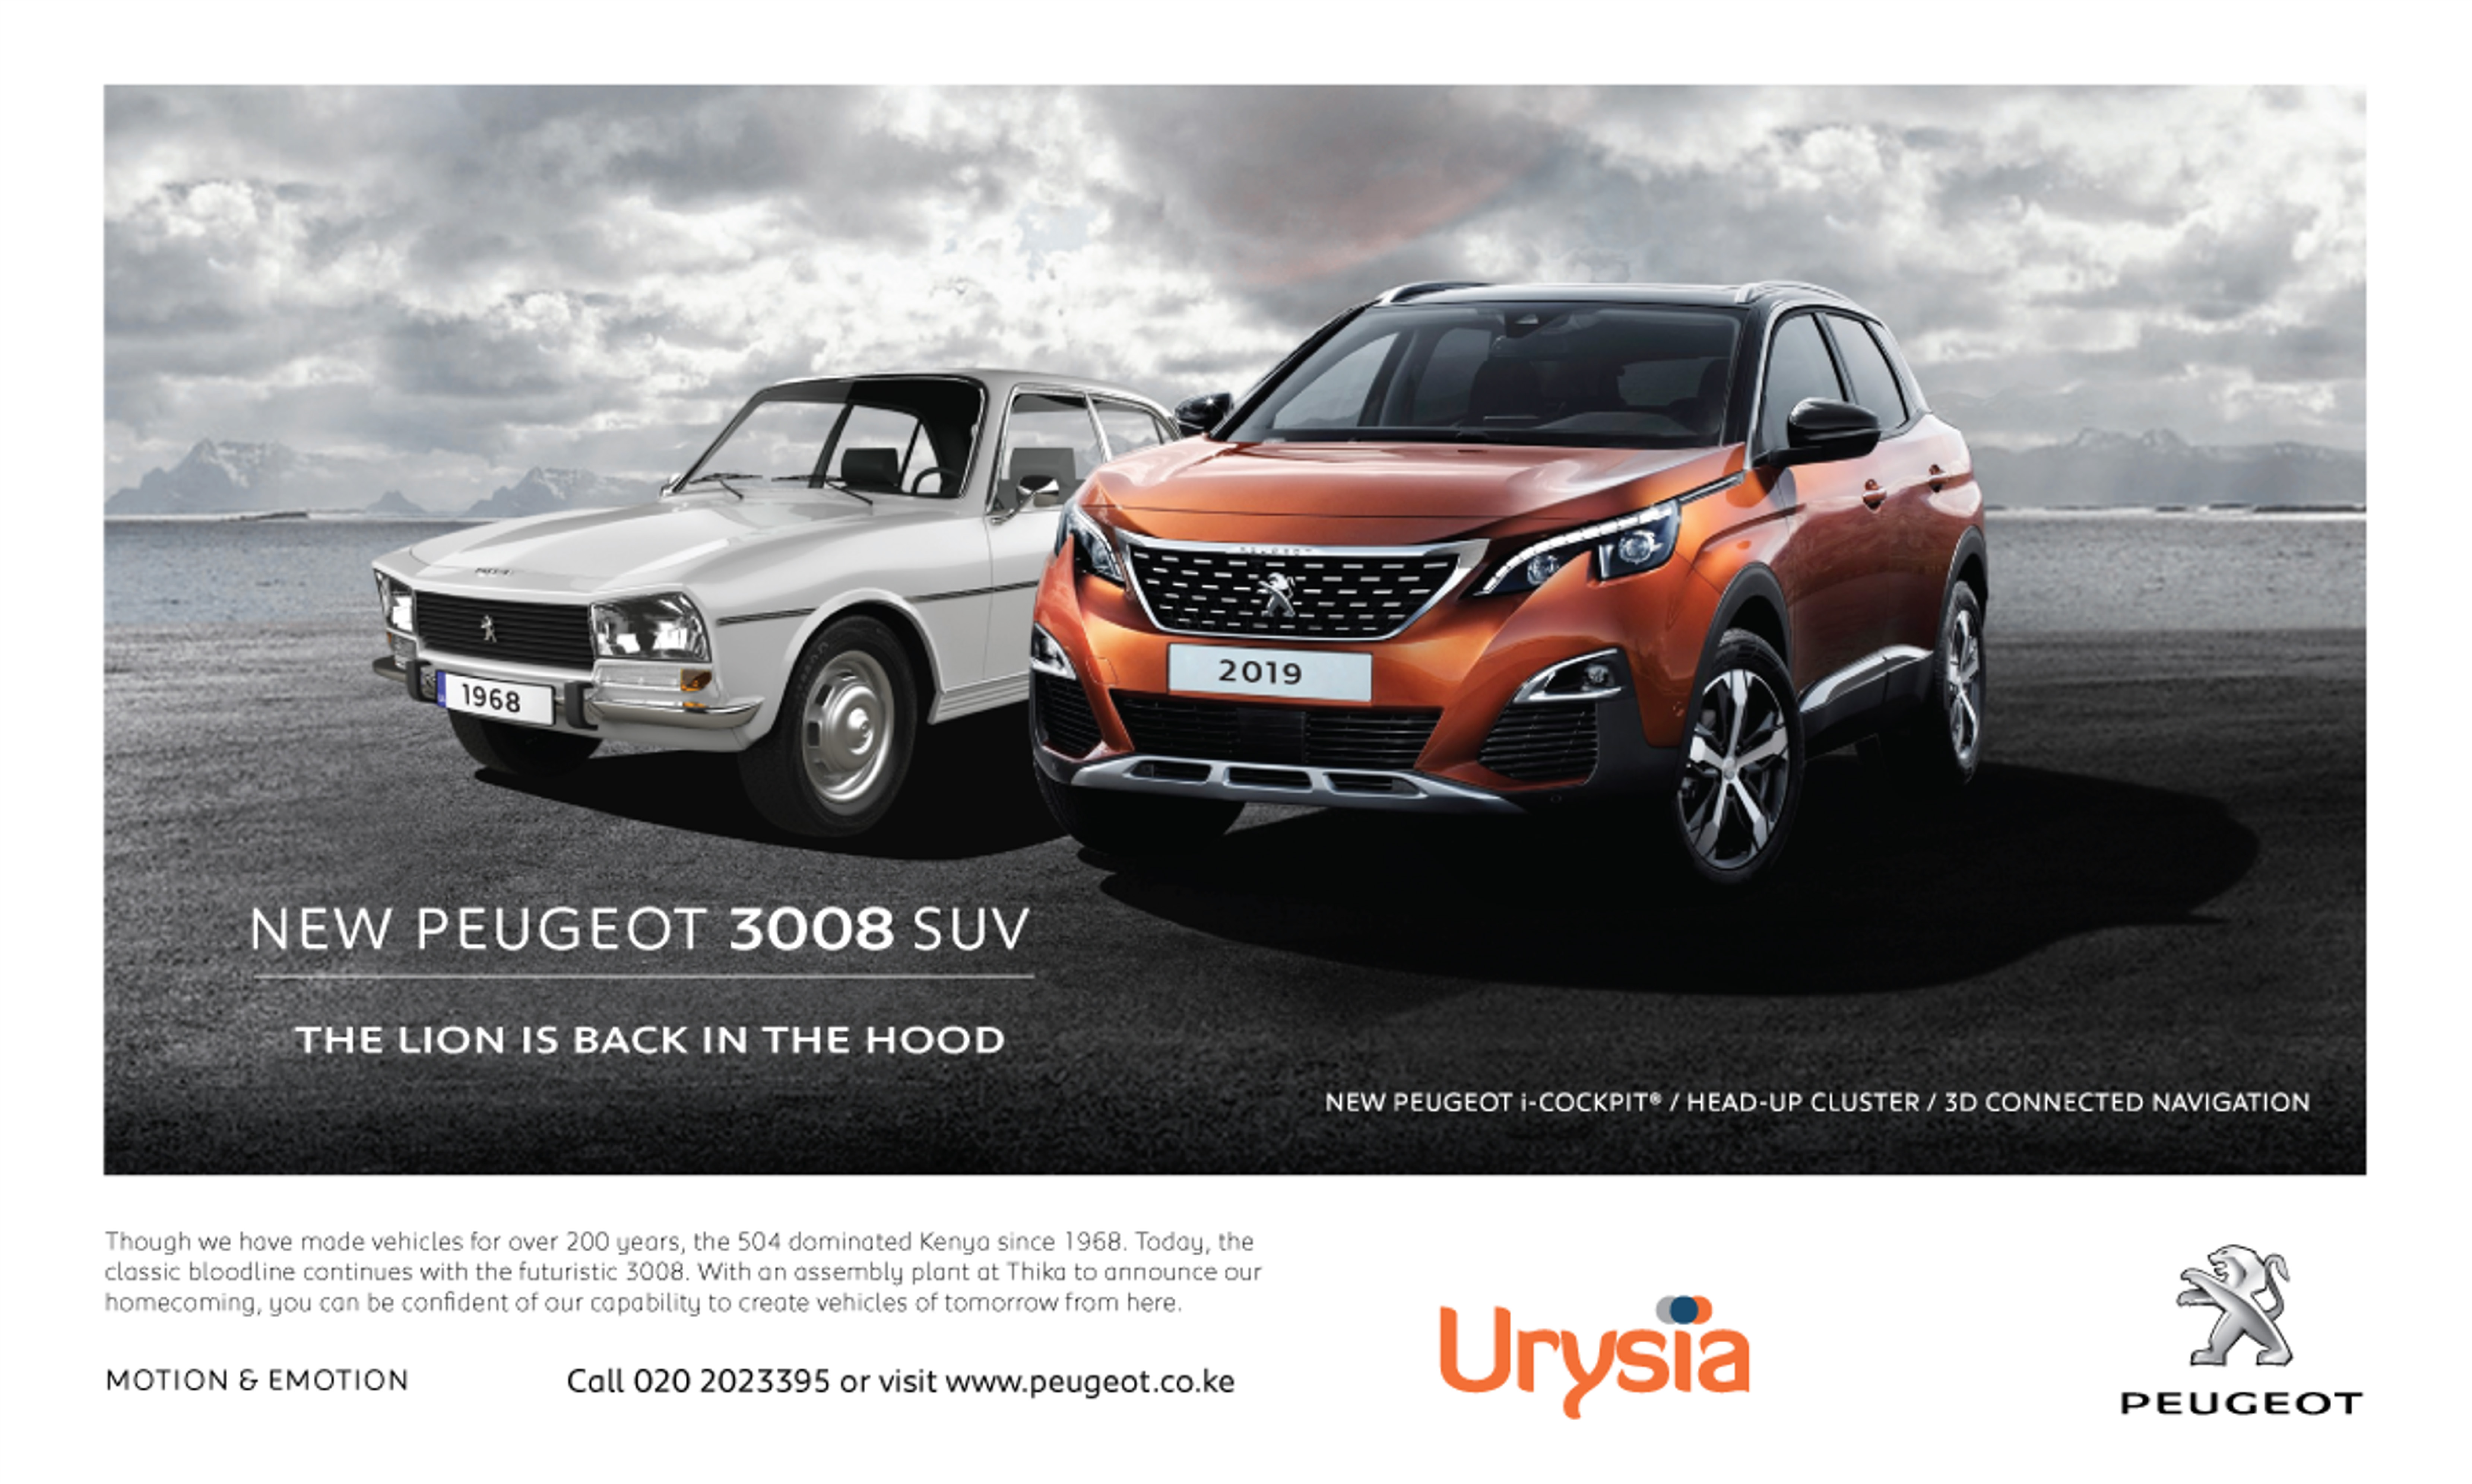 1968
PEUGEOT
2019
NEW PEUGEOT 3008 SUV
THE LION IS BACK IN THE HOOD
NEW PEUGEOT i-COCKPIT® / HEAD-UP CLUSTER / 3D CONNECTED NAVIGATION
Though we have made vehicles for over 200 years, the 504 dominated Kenya since 1968. Today, the
classic bloodline continues with the futuristic 3008. With an assembly plant at Thika to announce our
homecoming, you can be confident of our capability to create vehicles of tomorrow from here.
MOTION & EMOTION
Call 020 2023395 or visit www.peugeot.co.ke
Urysia
PEUGEOT